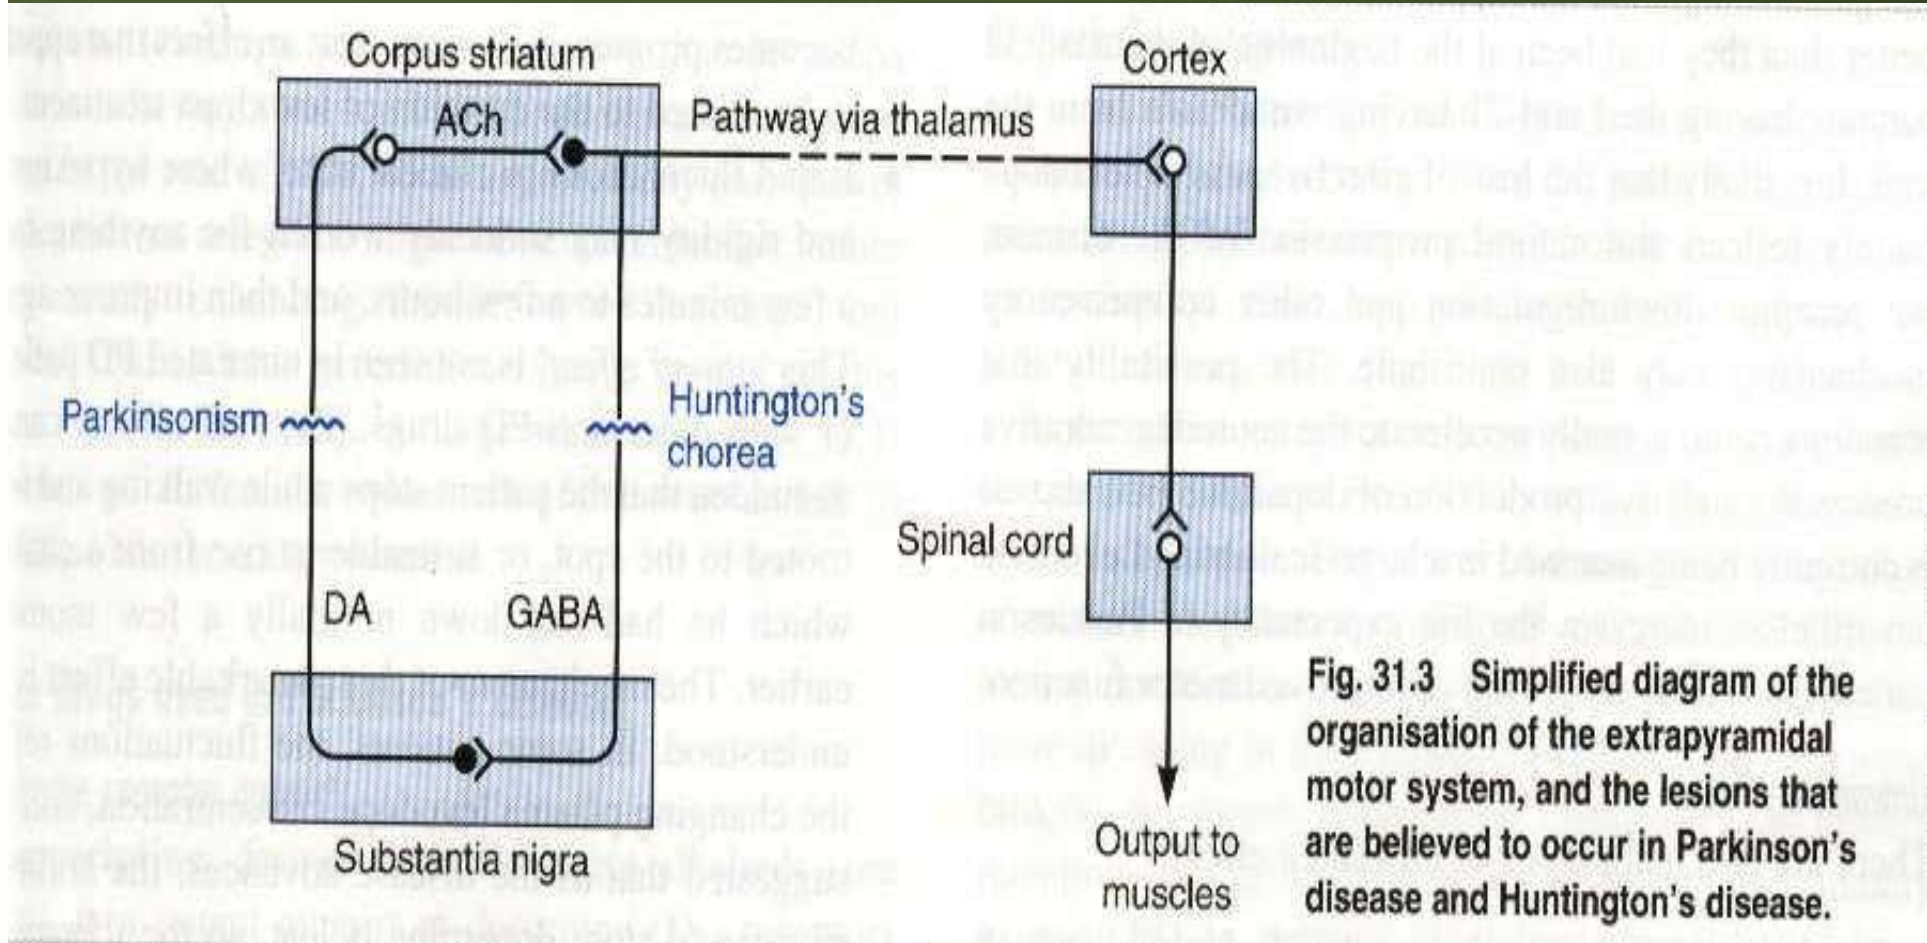 Corpus striatum
Cortex
ACh
Pathway via thalamus
Parkinsonism
Huntington's
chorea
Spinal cord
DA
GABA
Substantia nigra
Output to
muscles
Fig. 31.3 Simplified diagram of the
organisation of the extrapyramidal
motor system, and the lesions that
are believed to occur in Parkinson's
disease and Huntington's disease.